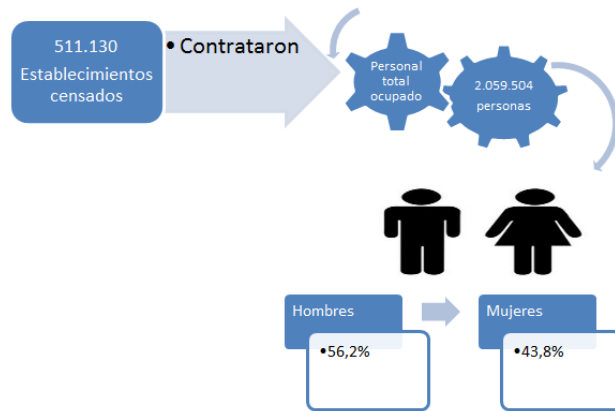 511.130
Establecimientos
censados
• Contrataron
Personal
total
ocupado
2.059.504
personas
Hombres
•56,2%
Mujeres
•43,8%